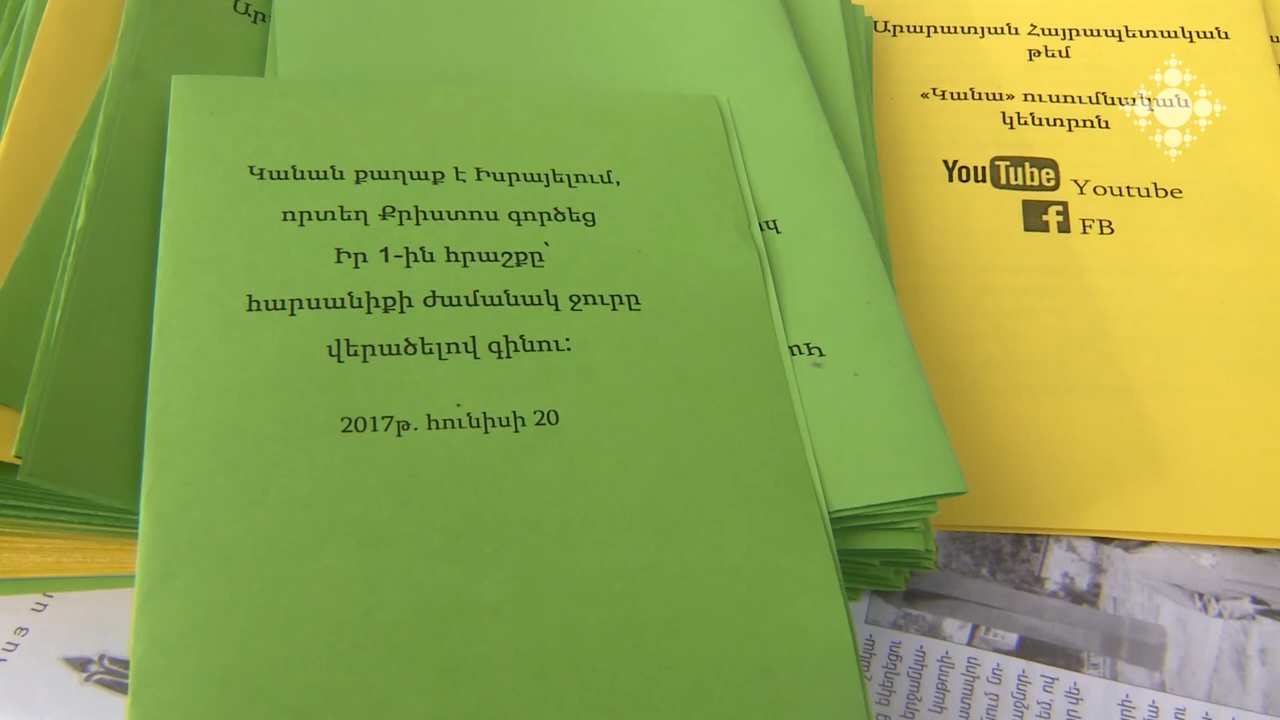 Կանան քաղաք է Իսրայելում,
որտեղ Քրիստոս գործեց
Իր 1-ին հրաշքը՝
հարսանիքի ժամանակ ջուրը
վերածելով գինու:
2017թ. հունիսի 20
Արարատյան Հայրապետական
թեմ
«Կանա» ուսումնական
կենտրոն
YouTube Youtube
f FB